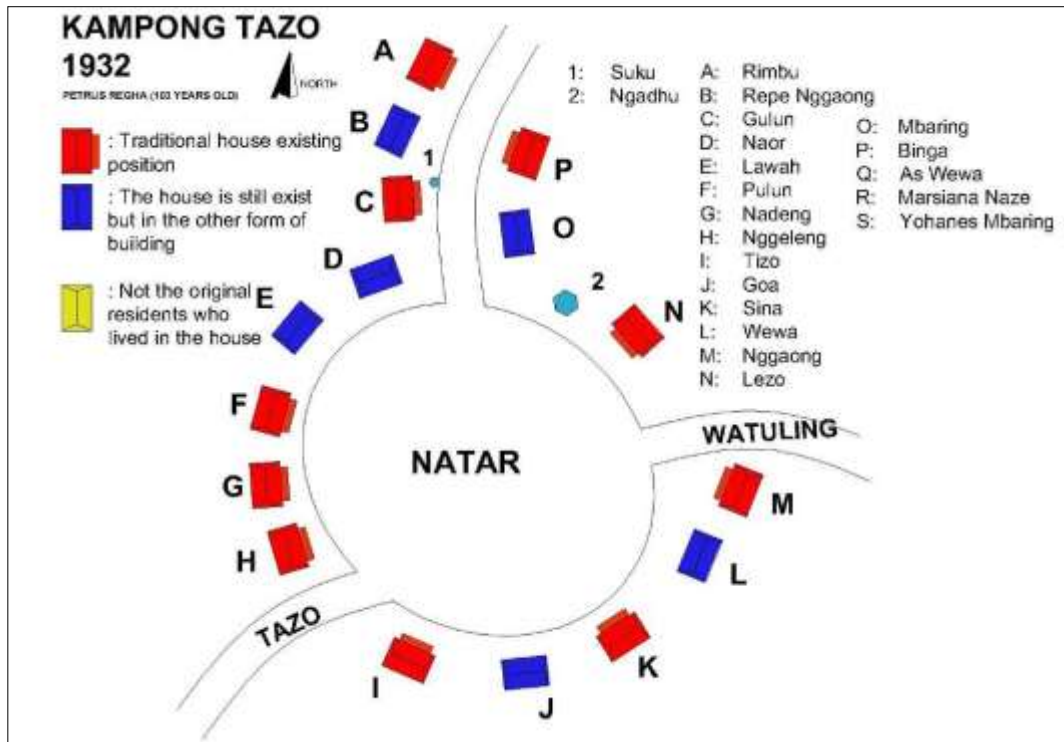 KAMPONG TAZO
1932
PETRUS REGHA (103 YEARS OLD)
NORTH
: Traditional house existing
position
: The house is still exist
but in the other form of
building
: Not the original
residents who
lived in the house
1: Suku
2: Ngadhu
A: Rimbu
B: Repe Nggaong
C: Gulun
D: Naor
E: Lawah
F: Pulun
G: Nadeng
H: Nggeleng
I: Tizo
J: Goa
K: Sina
L: Wewa
M: Nggaong
N: Lezo
O: Mbaring
P: Binga
Q: As Wewa
R: Marsiana Naze
S: Yohanes Mbaring
A
B
1
C
D
E
F
G
H
P
O
2
N
NATAR
WATULING
M
L
K
J
I
TAZO